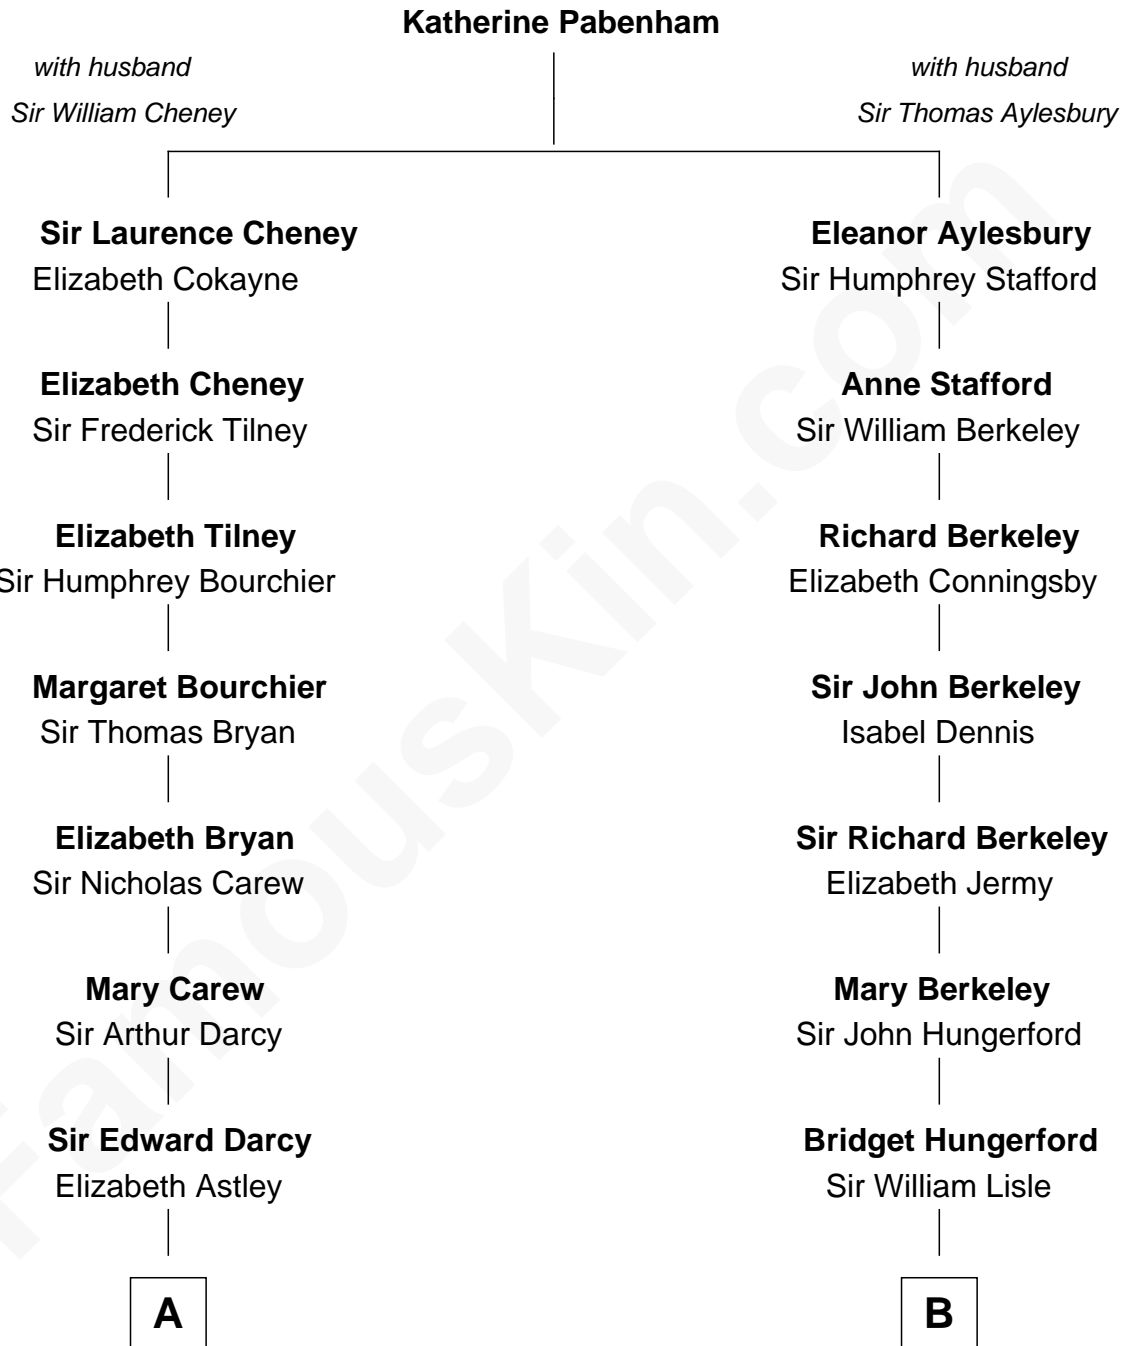 Katherine Pabenham
with husband
Sir William Cheney
with husband
Sir Thomas Aylesbury
Sir Laurence Cheney
Elizabeth Cokayne
Eleanor Aylesbury
Sir Humphrey Stafford
Elizabeth Cheney
Sir Frederick Tilney
Anne Stafford
Sir William Berkeley
Elizabeth Tilney
Sir Humphrey Bourchier
Richard Berkeley
Elizabeth Conningsby
Margaret Bourchier
Sir Thomas Bryan
Sir John Berkeley
Isabel Dennis
Elizabeth Bryan
Sir Nicholas Carew
Sir Richard Berkeley
Elizabeth Jermy
Mary Carew
Sir Arthur Darcy
Mary Berkeley
Sir John Hungerford
Sir Edward Darcy
Elizabeth Astley
Bridget Hungerford
Sir William Lisle
A
B
FamousKin.com